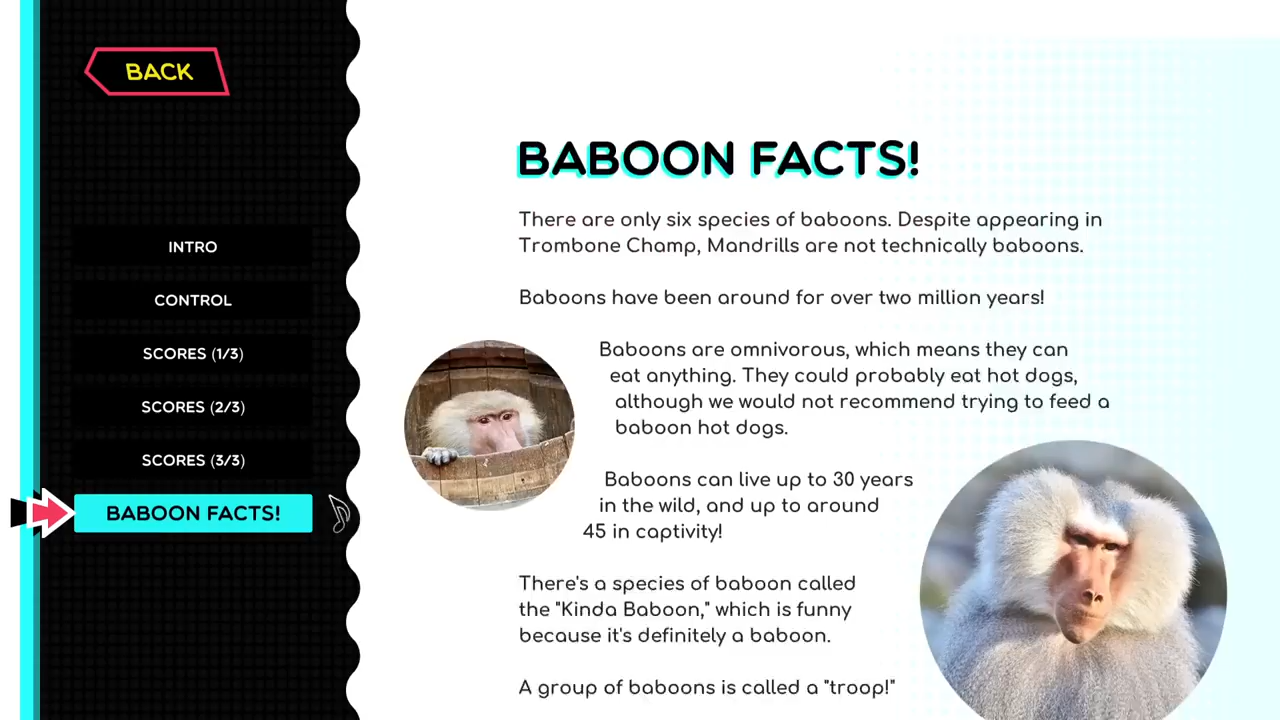 BACK
INTRO
CONTROL
SCORES (1/3)
SCORES (2/3)
SCORES (3/3)
BABOON FACTS!
BABOON FACTS!
There are only six species of baboons. Despite appearing in
Trombone Champ, Mandrills are not technically baboons.
Baboons have been around for over two million years!
Baboons are omnivorous, which means they can
eat anything. They could probably eat hot dogs,
although we would not recommend trying to feed a
baboon hot dogs.
Baboons can live up to 30 years
in the wild, and up to around
45 in captivity!
There's a species of baboon called
the "Kinda Baboon," which is funny
because it's definitely a baboon.
A group of baboons is called a "troop!"